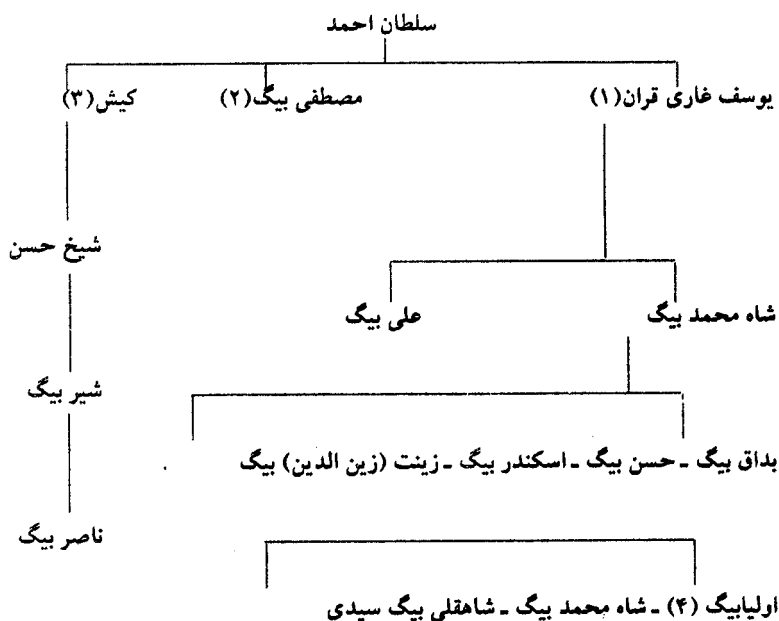 سلطان احمد
یوسف غاری قران(۱) مصطفی بیگ(۲) کیش(۳)
شیخ حسن
شاه محمد بیگ علی بیگ
شیر بیگ
بداق بیگ ـ حسن بیگ ـ اسکندر بیگ ـ زینت (زین الدین) بیگ
ناصر بیگ
اولیابیگ (۴) ـ شاه محمد بیگ ـ شاهقلی بیگ سیدی